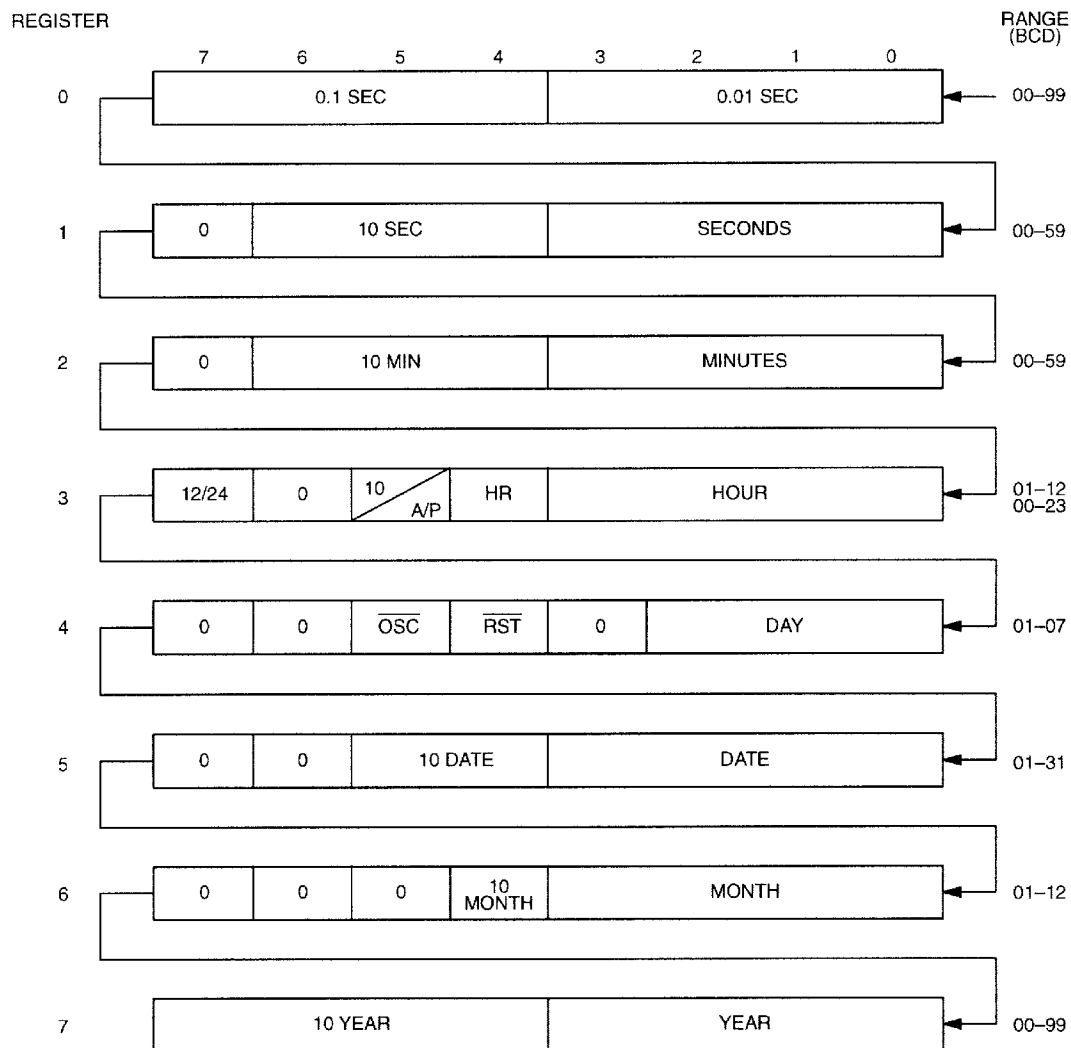 REGISTER
RANGE
(BCD)
7 6 5 4 3 2 1 0
0 0.1 SEC 0.01 SEC 00–99
1 0 10 SEC SECONDS 00–59
2 0 10 MIN MINUTES 00–59
3 12/24 0 10 A/P HR HOUR 01–12
00–23
4 0 0 OSC RST 0 DAY 01–07
5 0 0 10 DATE DATE 01–31
6 0 0 0 10 MONTH MONTH 01–12
7 10 YEAR YEAR 00–99